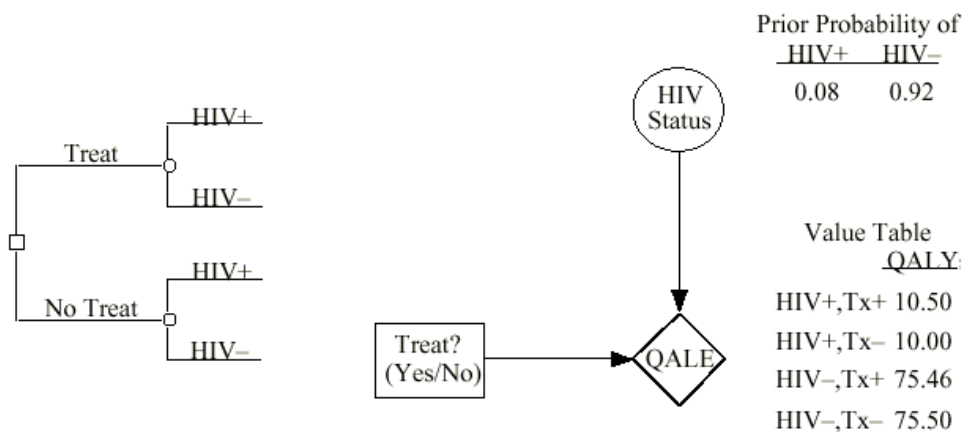 HIV+
Treat
HIV–
HIV+
No Treat
HIV–
HIV
Status
Treat?
(Yes/No)
QALE
Prior Probability of
HIV+ HIV–
0.08 0.92
Value Table
QALYs
HIV+,Tx+ 10.50
HIV+,Tx– 10.00
HIV–,Tx+ 75.46
HIV–,Tx– 75.50